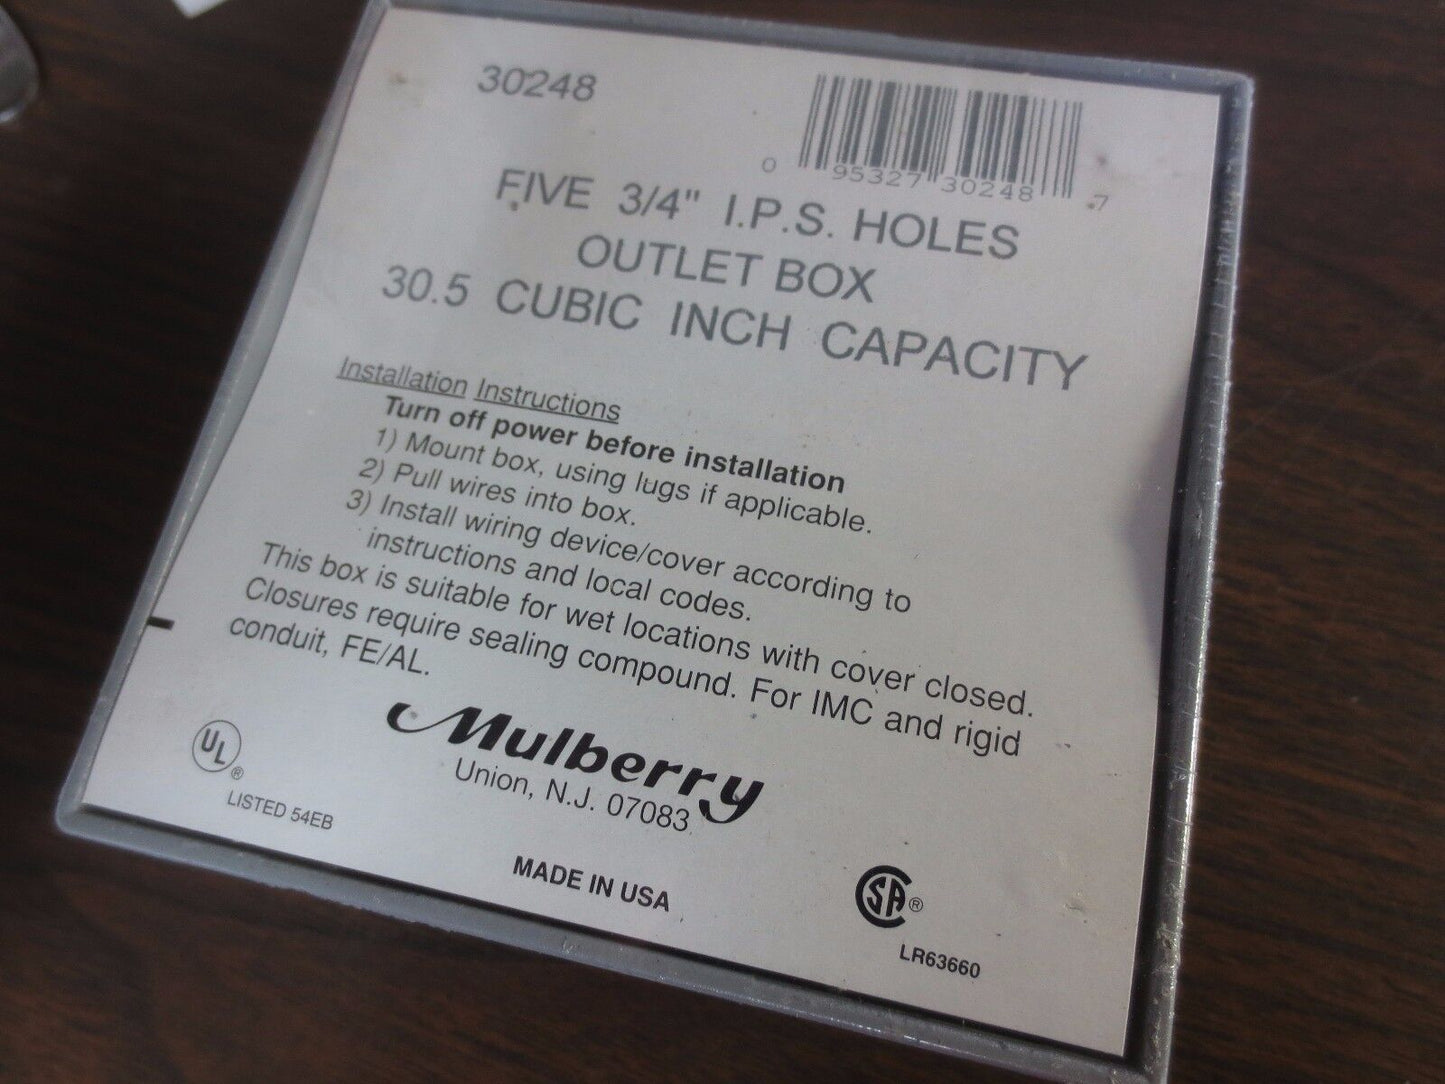 30248
0 95327 30248 7
FIVE 3/4" I.P.S. HOLES
OUTLET BOX
30.5 CUBIC INCH CAPACITY
Installation Instructions
Turn off power before installation
1) Mount box, using lugs if applicable.
2) Pull wires into box.
3) Install wiring device/cover according to
instructions and local codes.
This box is suitable for wet locations with cover closed.
Closures require sealing compound. For IMC and rigid
conduit, FE/AL.
Mulberry
Union, N.J. 07083
UL®
LISTED 54EB
MADE IN USA
CSA®
LR63660